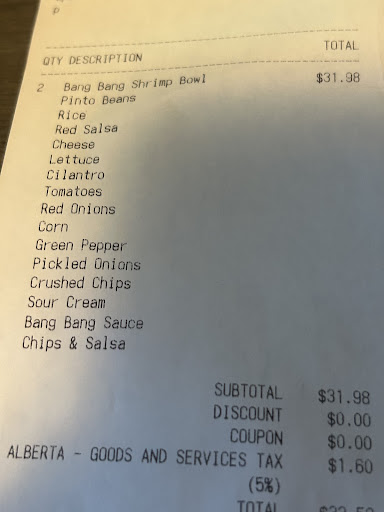 P
TOTAL
QTY DESCRIPTION
2 Bang Bang Shrimp Bowl $31.98
Pinto Beans
Rice
Red Salsa
Cheese
Lettuce
Cilantro
Tomatoes
Red Onions
Corn
Green Pepper
Pickled Onions
Crushed Chips
Sour Cream
Bang Bang Sauce
Chips & Salsa
SUBTOTAL $31.98
DISCOUNT $0.00
COUPON $0.00
ALBERTA - GOODS AND SERVICES TAX $1.60
(5%)
TOTAL